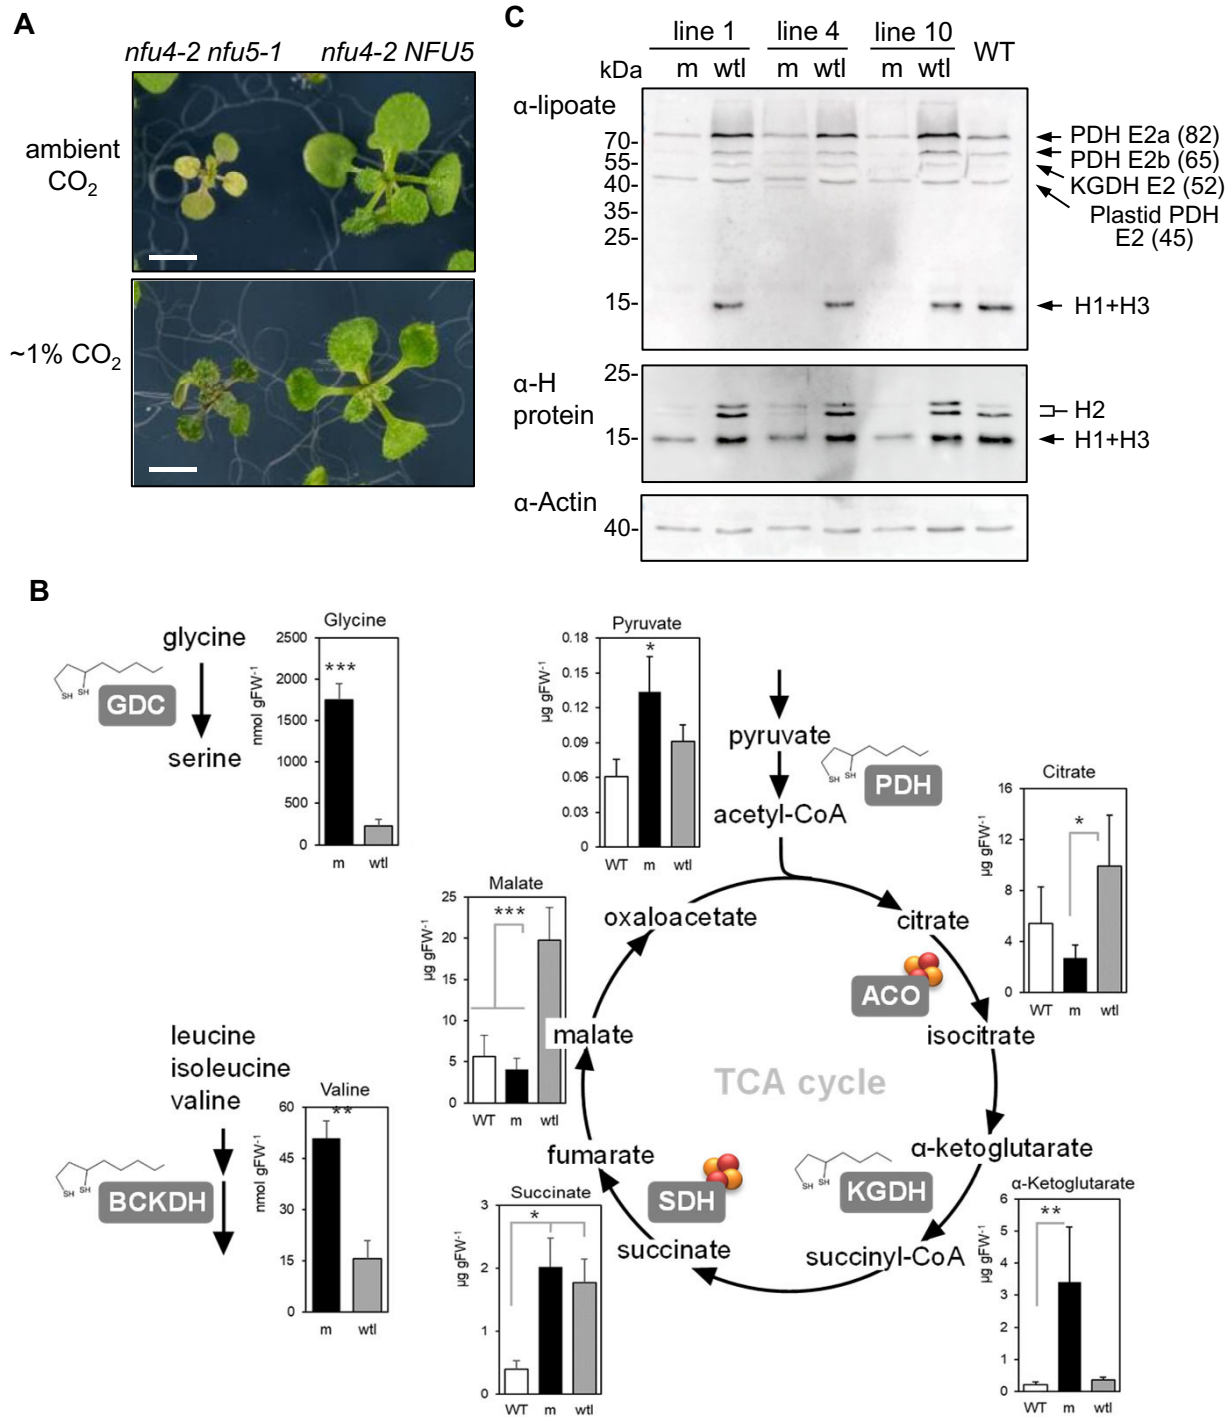 A
nfu4-2 nfu5-1
nfu4-2 NFU5
ambient
CO2
~1% CO2
C
line 1
line 4
line 10
WT
kDa
m
wtl
m
wtl
m
wtl
α-lipoate
70-
55-
40-
35-
25-
15-
PDH E2a (82)
PDH E2b (65)
KGDH E2 (52)
Plastid PDH
E2 (45)
H1+H3
α-H
protein
25-
15-
H2
H1+H3
α-Actin
40-
B
glycine
SH
SH
GDC
serine
Glycine
nmol gFW-1
2500
2000
1500
1000
500
0
***
m
wtl
Pyruvate
µg gFW-1
0.18
0.15
0.12
0.09
0.06
0.03
0
*
WT
m
wtl
pyruvate
SH
SH
PDH
acetyl-CoA
Citrate
µg gFW-1
16
12
8
4
0
*
WT
m
wtl
Malate
µg gFW-1
25
20
15
10
5
0
***
WT
m
wtl
oxaloacetate
citrate
ACO
isocitrate
malate
TCA cycle
fumarate
α-ketoglutarate
SDH
SH
SH
KGDH
succinate
succinyl-CoA
leucine
isoleucine
valine
SH
SH
BCKDH
Valine
nmol gFW-1
60
45
30
15
0
**
m
wtl
Succinate
µg gFW-1
3
2
1
0
*
WT
m
wtl
α-Ketoglutarate
µg gFW-1
6
5
4
3
2
1
0
**
WT
m
wtl